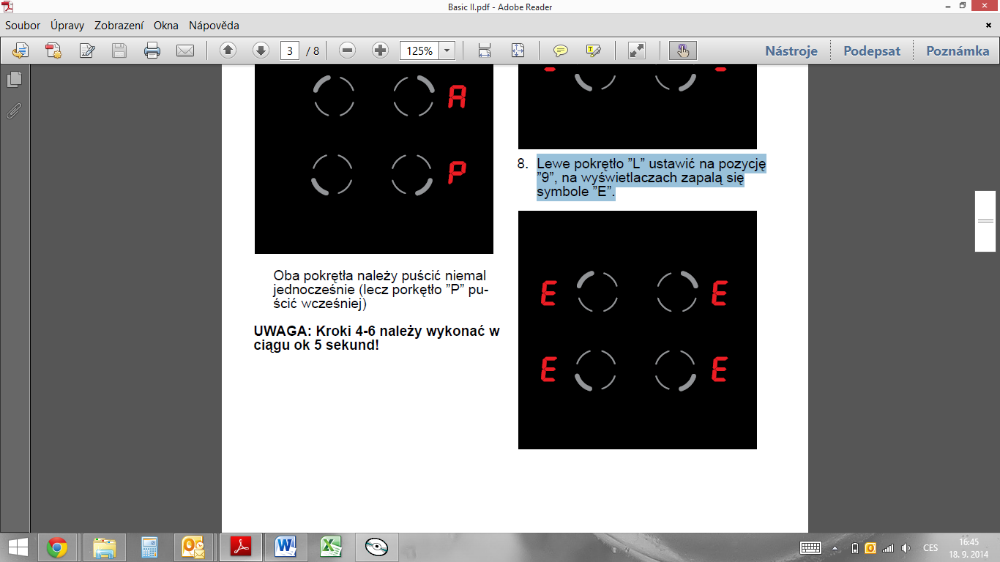 Basic II.pdf - Adobe Reader
Soubor Úpravy Zobrazení Okna Nápověda
3 / 8 125% Nástroje Podepsat Poznámka
A
P
Oba pokrętła należy puścić niemal
jednocześnie (lecz porkętło ”P” pu-
ścić wcześniej)
UWAGA: Kroki 4-6 należy wykonać w
ciągu ok 5 sekund!
- -
8. Lewe pokrętło ”L” ustawić na pozycję
”9”, na wyświetlaczach zapalą się
symbole ”E”.
E E
E E
CES 16:45
18. 9. 2014